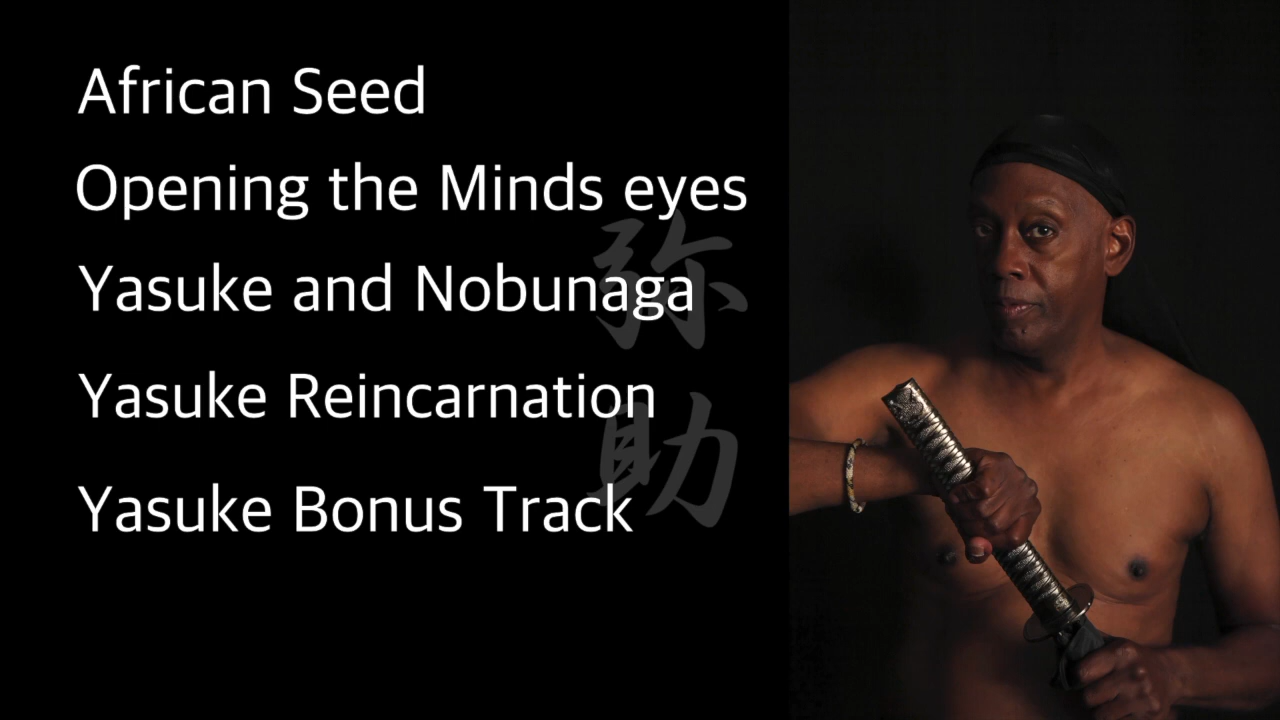 African Seed
Opening the Minds eyes
Yasuke and Nobunaga
Yasuke Reincarnation
Yasuke Bonus Track
弥助